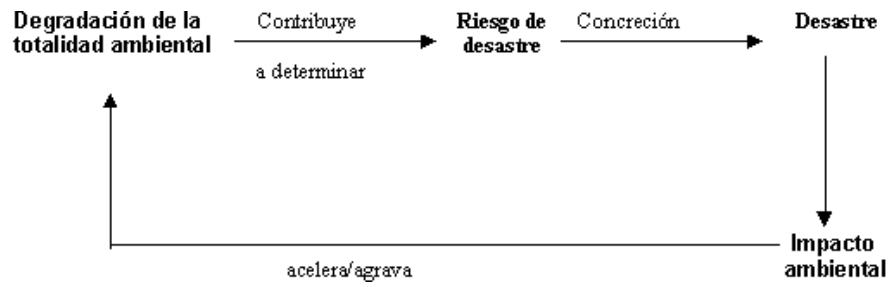 Degradación de la
totalidad ambiental
Contribuye
a determinar
Riesgo de
desastre
Concreción
Desastre
Impacto
ambiental
acelera/agrava